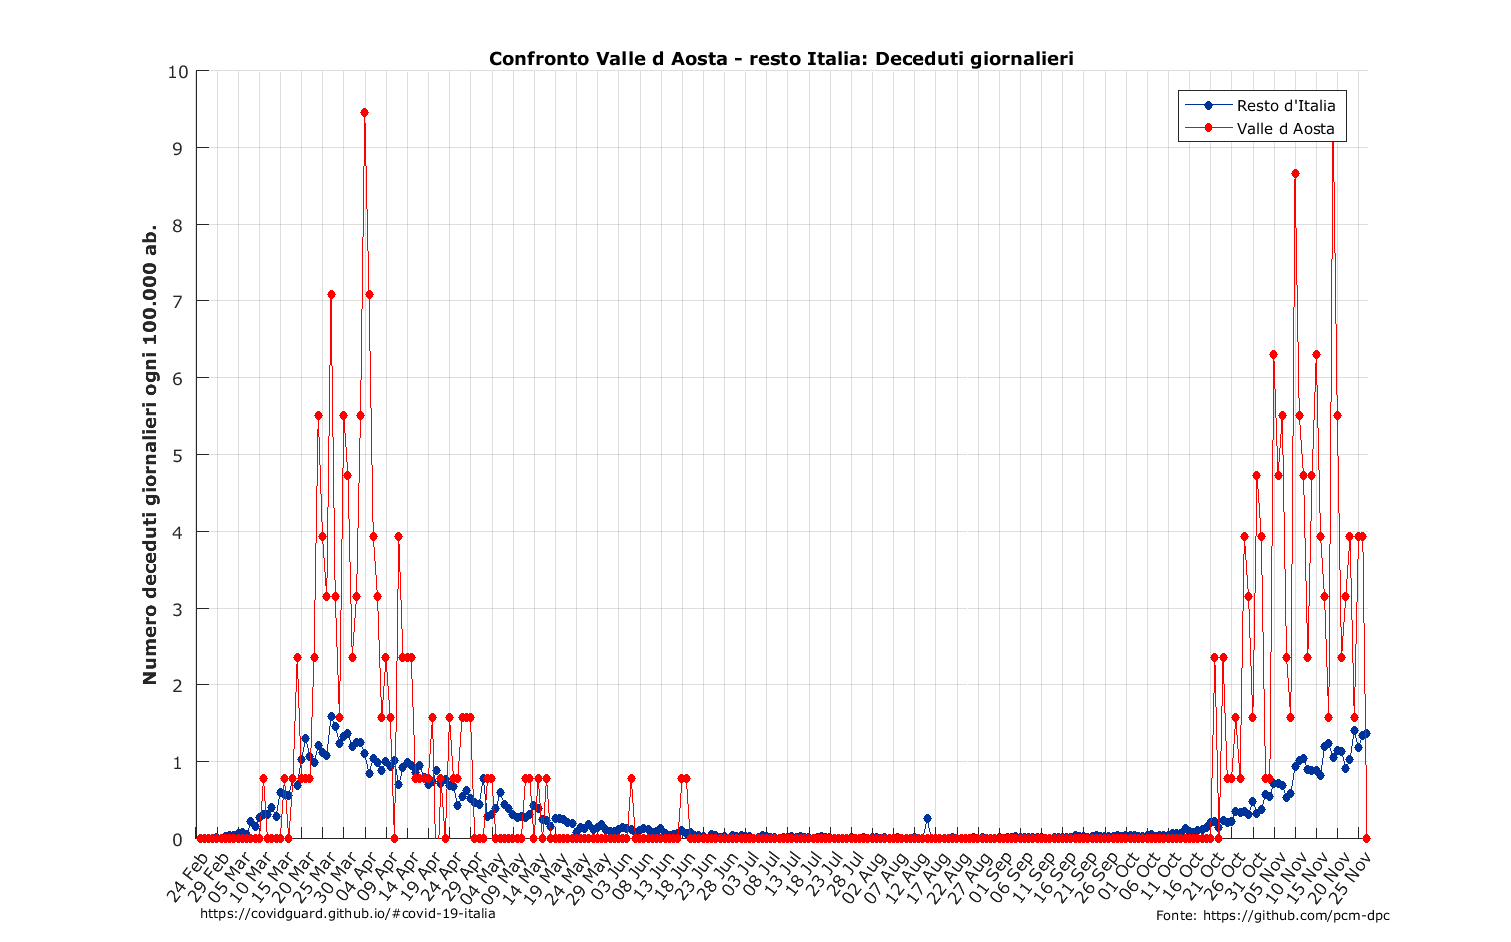 Confronto Valle d Aosta - resto Italia: Deceduti giornalieri
Resto d'Italia
Valle d Aosta
Numero deceduti giornalieri ogni 100.000 ab.
10
9
8
7
6
5
4
3
2
1
0
24 Feb
29 Feb
05 Mar
10 Mar
15 Mar
20 Mar
25 Mar
30 Mar
04 Apr
09 Apr
14 Apr
19 Apr
24 Apr
29 Apr
04 May
09 May
14 May
19 May
24 May
29 May
03 Jun
08 Jun
13 Jun
18 Jun
23 Jun
28 Jun
03 Jul
08 Jul
13 Jul
18 Jul
23 Jul
28 Jul
02 Aug
07 Aug
12 Aug
17 Aug
22 Aug
27 Aug
01 Sep
06 Sep
11 Sep
16 Sep
21 Sep
26 Sep
01 Oct
06 Oct
11 Oct
16 Oct
21 Oct
26 Oct
31 Oct
05 Nov
10 Nov
15 Nov
20 Nov
25 Nov
https://covidguard.github.io/#covid-19-italia
Fonte: https://github.com/pcm-dpc